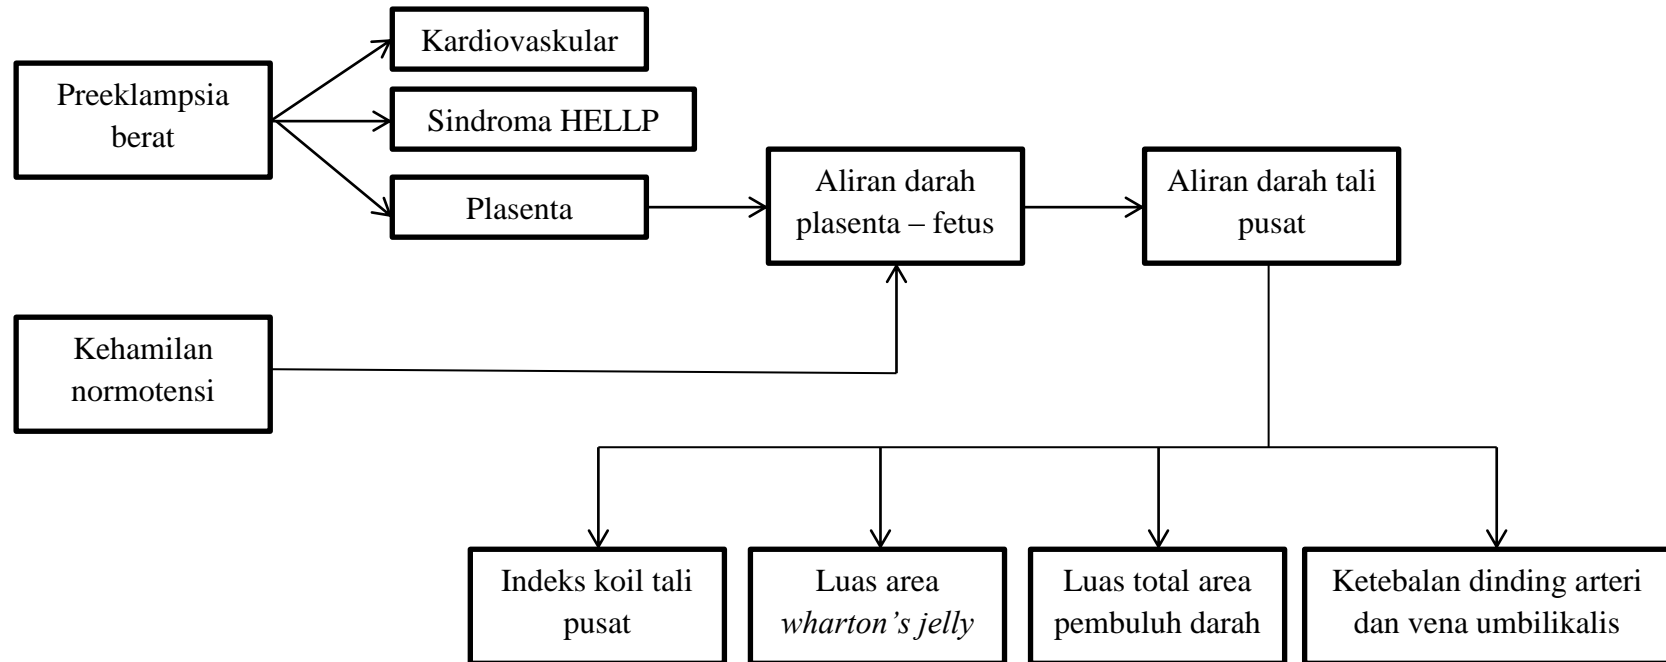 Kardiovaskular
Preeklampsia
berat
Sindroma HELLP
Plasenta
Aliran darah
plasenta – fetus
Aliran darah tali
pusat
Kehamilan
normotensi
Indeks koil tali
pusat
Luas area
wharton’s jelly
Luas total area
pembuluh darah
Ketebalan dinding arteri
dan vena umbilikalis